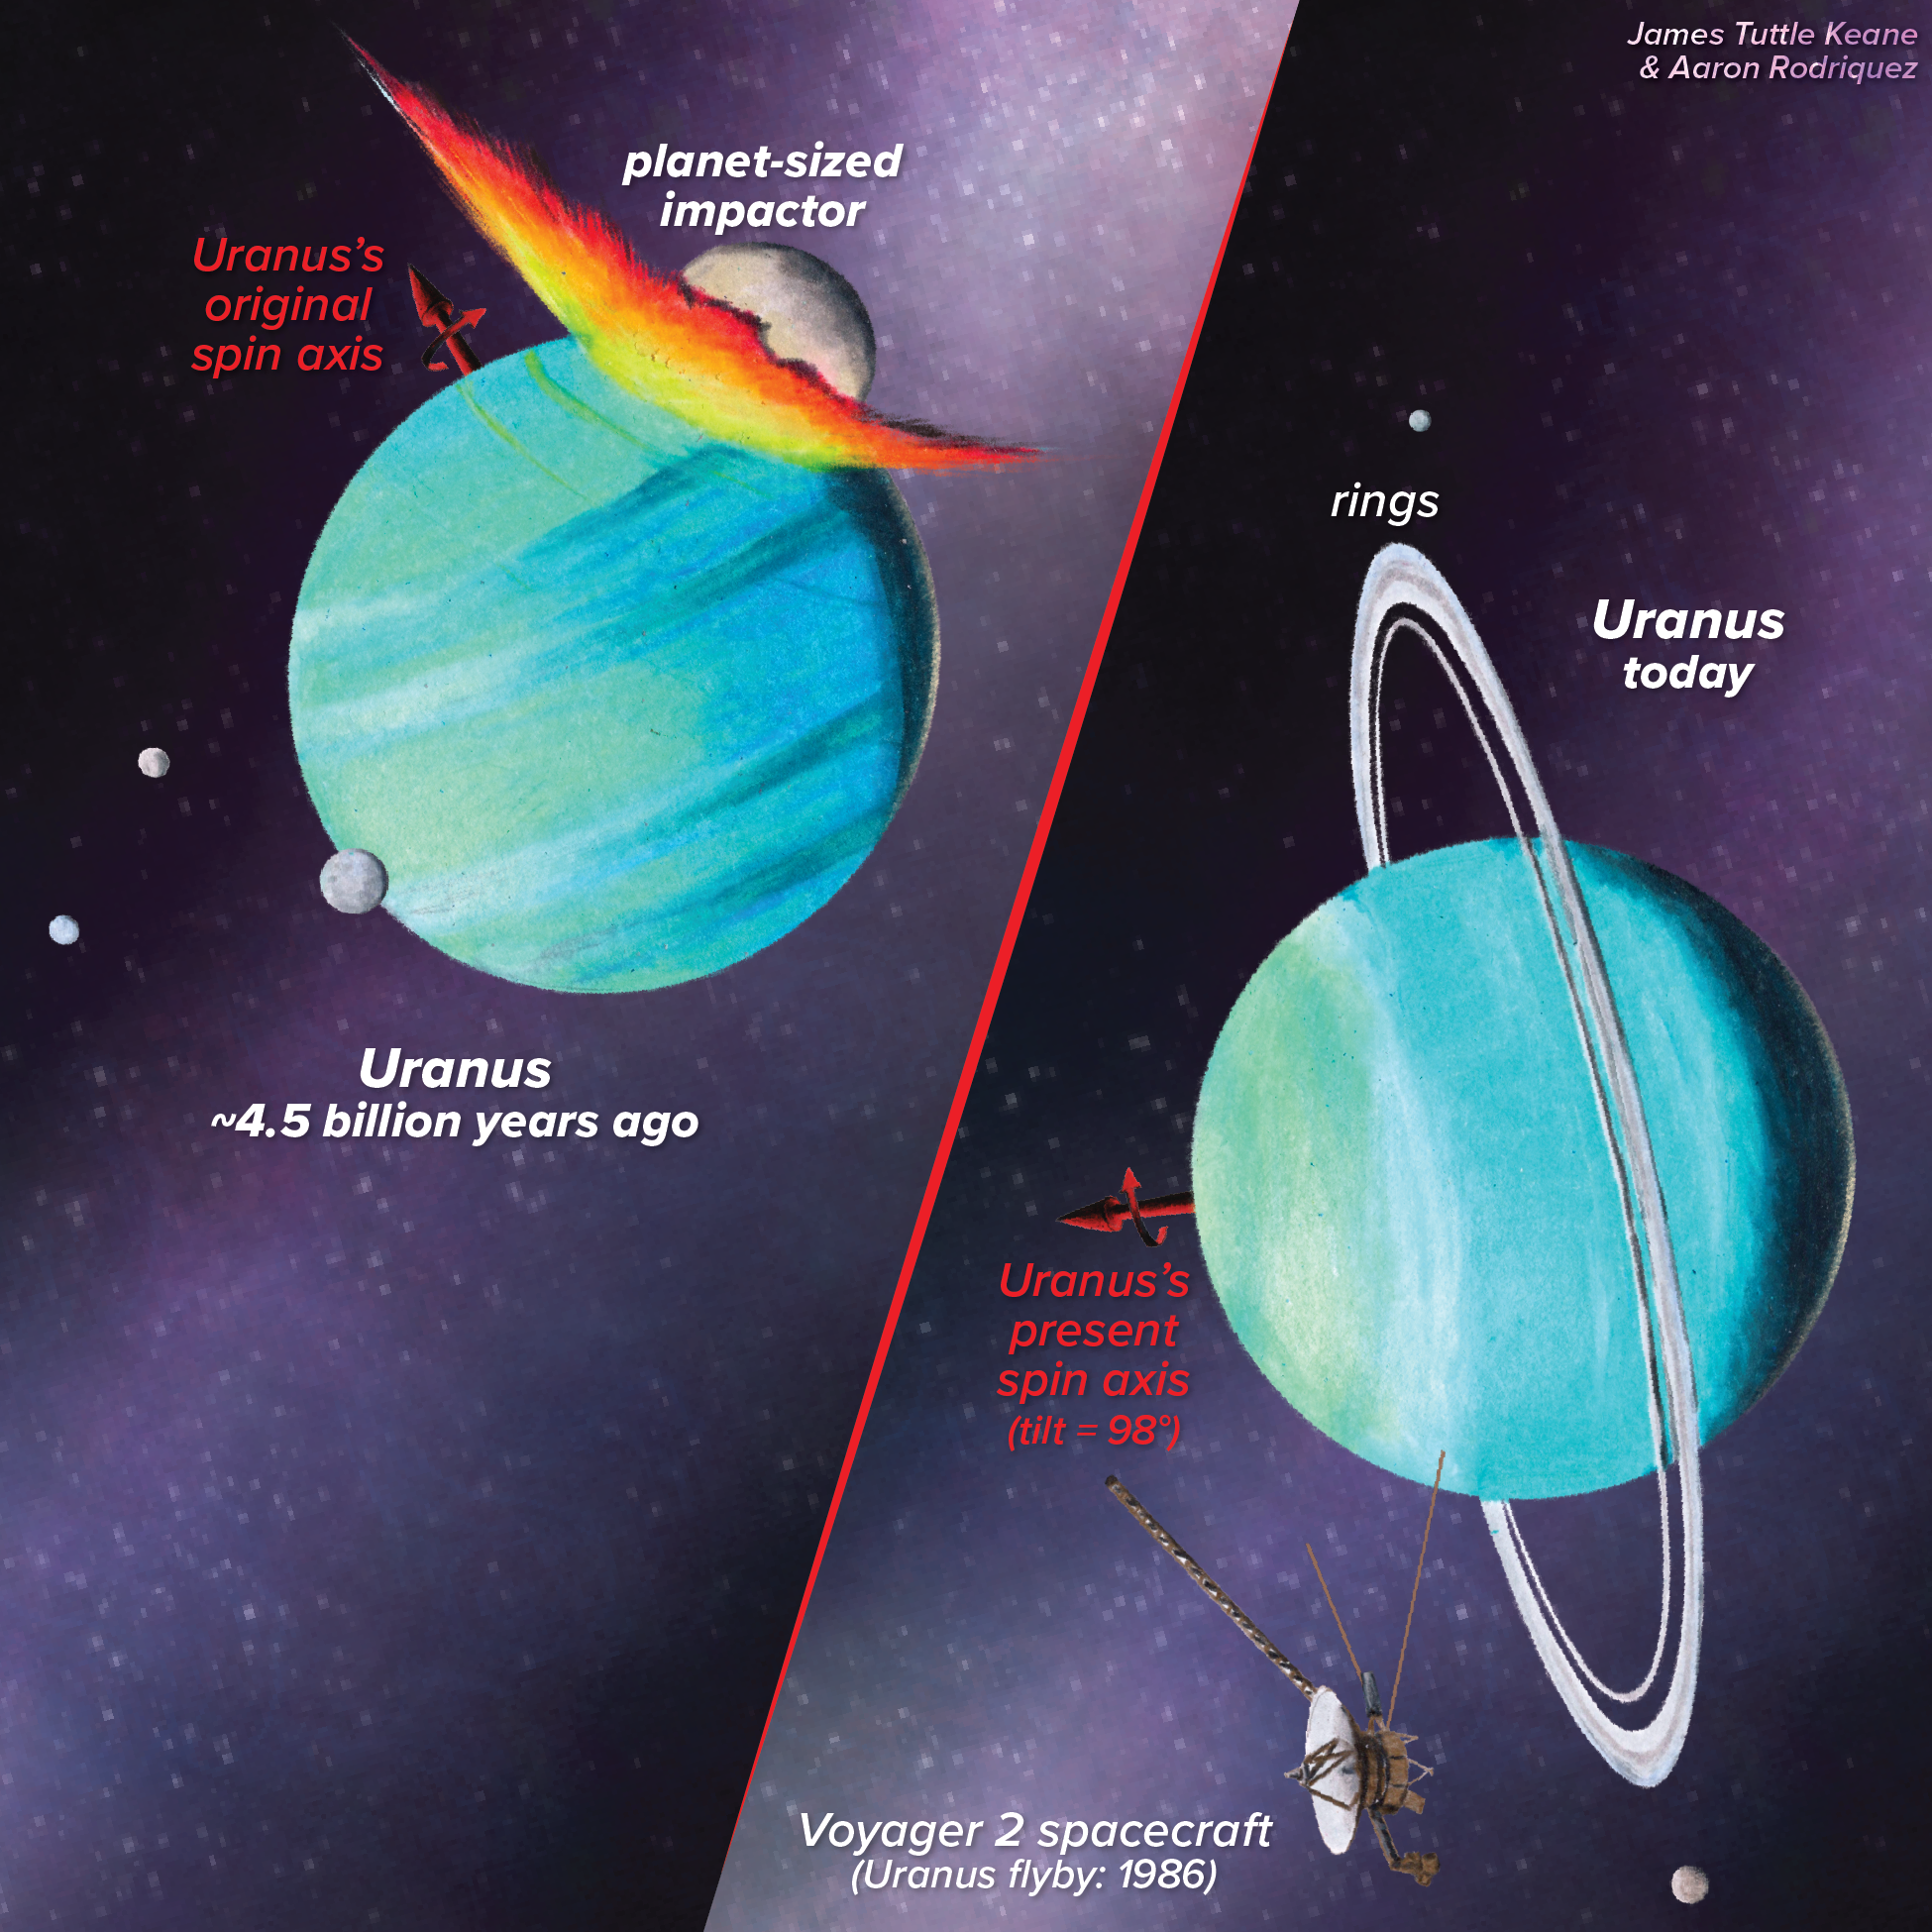 James Tuttle Keane
& Aaron Rodriquez
planet-sized
impactor
Uranus’s
original
spin axis
Uranus
~4.5 billion years ago
rings
Uranus
today
Uranus’s
present
spin axis
(tilt = 98°)
Voyager 2 spacecraft
(Uranus flyby: 1986)